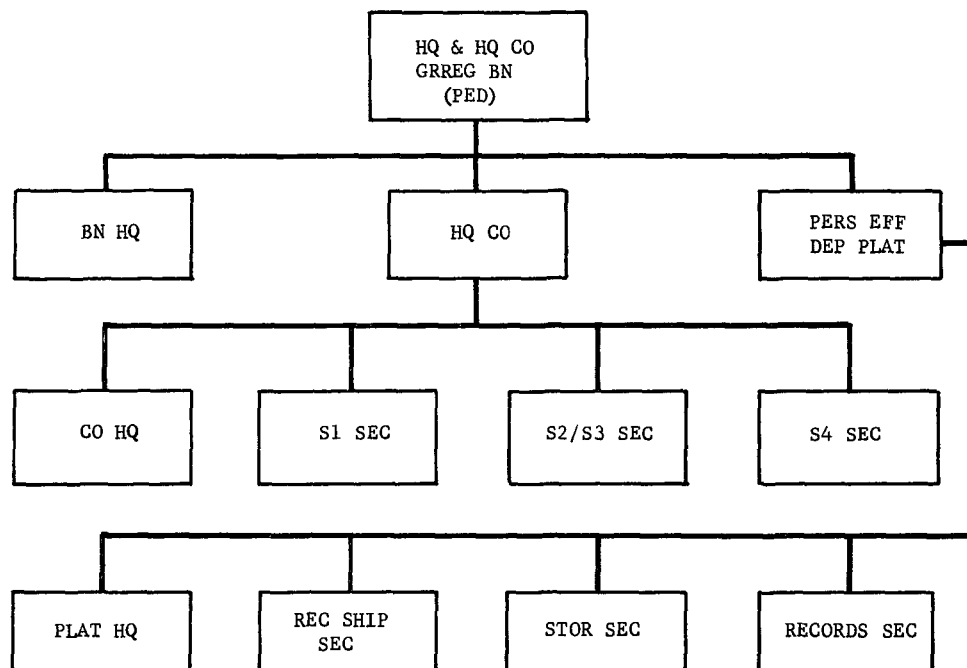 HQ & HQ CO
GRREG BN
(PED)
BN HQ
HQ CO
PERS EFF
DEP PLAT
CO HQ
S1 SEC
S2/S3 SEC
S4 SEC
PLAT HQ
REC SHIP
SEC
STOR SEC
RECORDS SEC